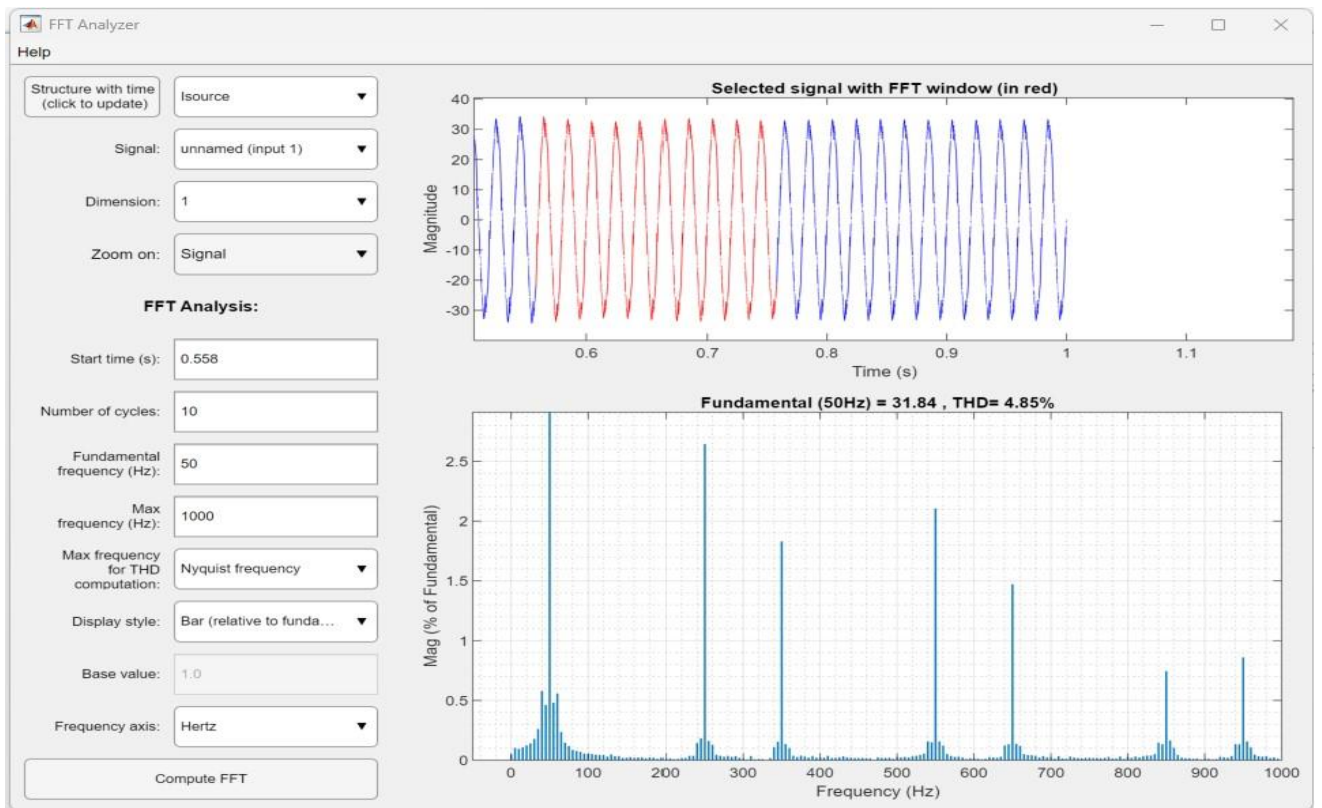 FFT Analyzer
Help
Structure with time
(click to update)
Isource
Signal:
unnamed (input 1)
Dimension:
1
Zoom on:
Signal
FFT Analysis:
Start time (s):
0.558
Number of cycles:
10
Fundamental
frequency (Hz):
50
Max
frequency (Hz):
1000
Max frequency
for THD
computation:
Nyquist frequency
Display style:
Bar (relative to funda...
Base value:
1.0
Frequency axis:
Hertz
Compute FFT
Selected signal with FFT window (in red)
40
30
20
10
0
-10
-20
-30
Magnitude
0.6
0.7
0.8
0.9
1
1.1
Time (s)
Fundamental (50Hz) = 31.84 , THD= 4.85%
2.5
2
1.5
1
0.5
0
Mag (% of Fundamental)
0
100
200
300
400
500
600
700
800
900
1000
Frequency (Hz)